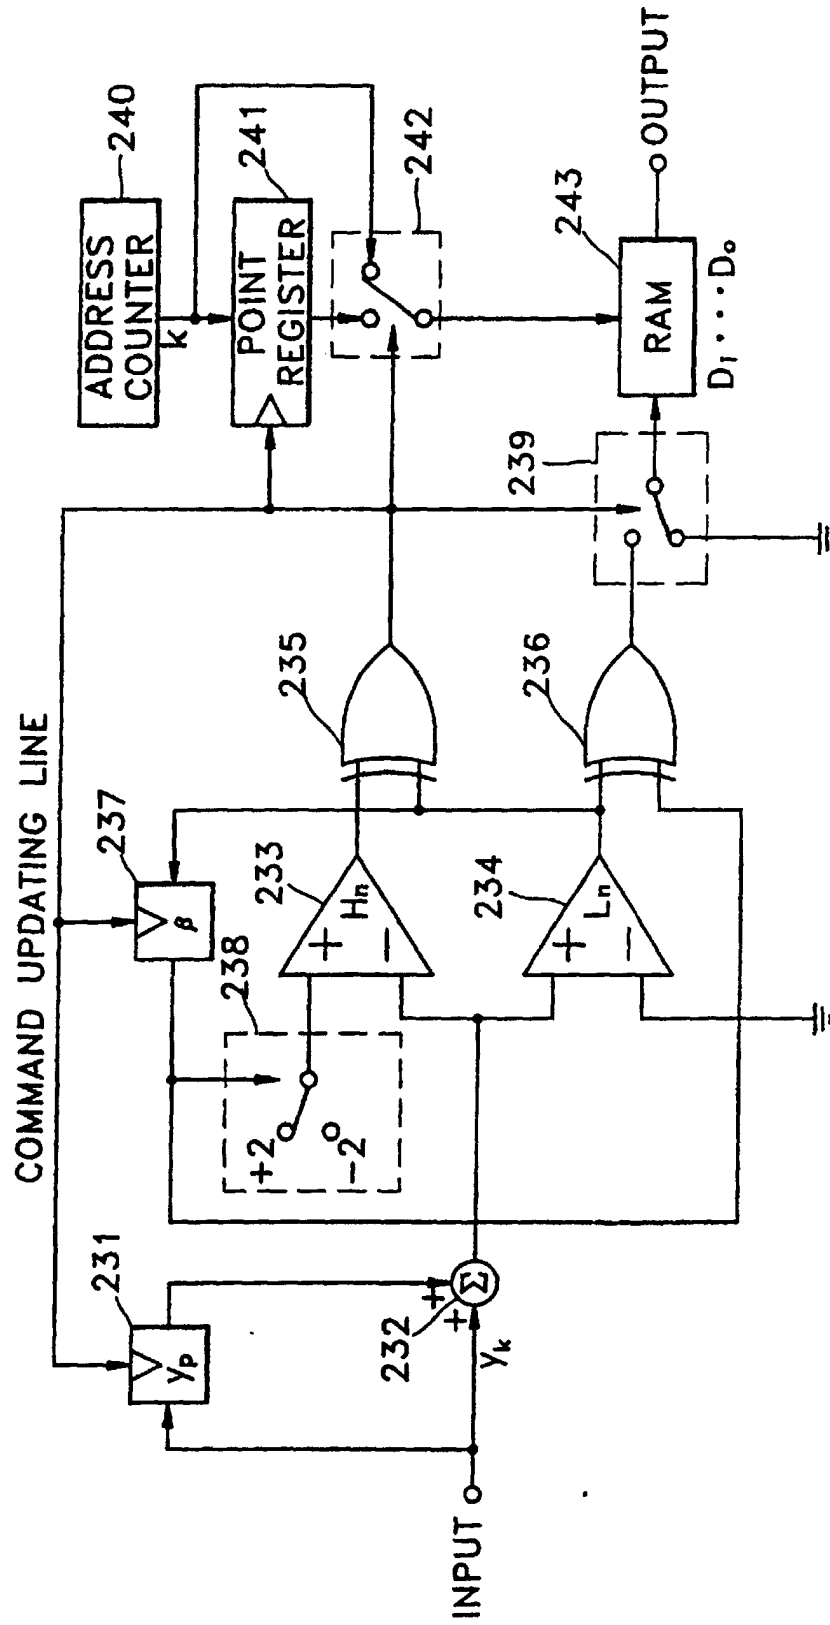 COMMAND UPDATING LINE
INPUT
yk
231
yp
232
+
+
Σ
237
β
238
+2
−2
233
+
−
Hn
234
+
−
Ln
235
236
239
240
ADDRESS
COUNTER
k
241
POINT
REGISTER
242
243
RAM
D1 · · · · D0
OUTPUT